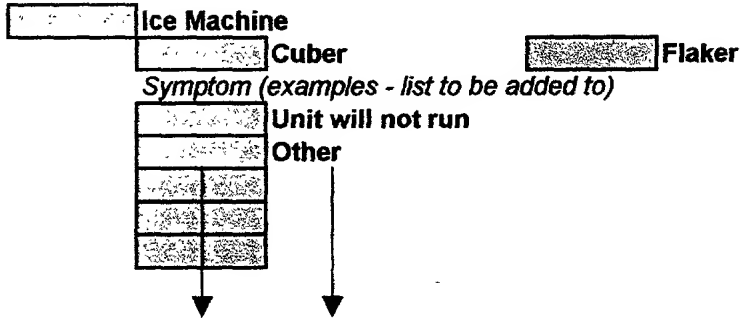 Ice Machine
Cuber Flaker
Symptom (examples - list to be added to)
Unit will not run
Other